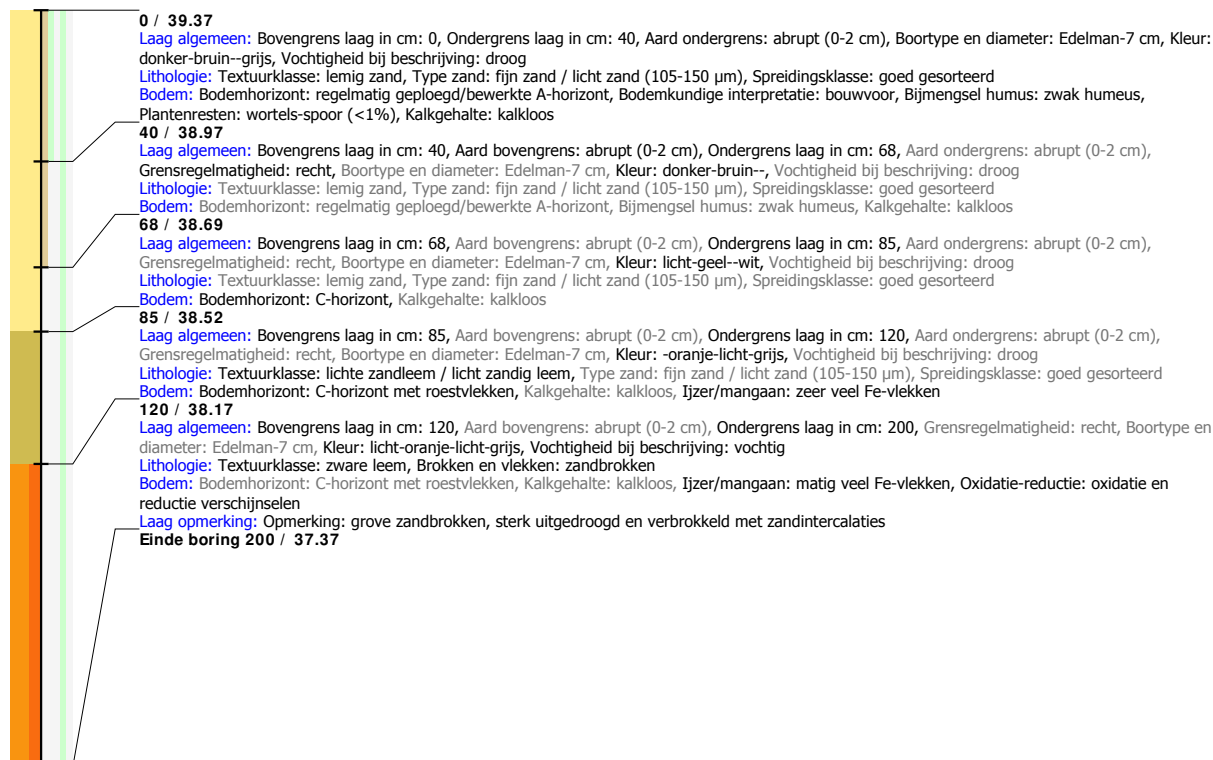 0 / 39.37
Laag algemeen: Bovengrens laag in cm: 0, Ondergrens laag in cm: 40, Aard ondergrens: abrupt (0-2 cm), Boortype en diameter: Edelman-7 cm, Kleur:
donker-bruin--grijs, Vochtigheid bij beschrijving: droog
Lithologie: Textuurklasse: lemig zand, Type zand: fijn zand / licht zand (105-150 µm), Spreidingsklasse: goed gesorteerd
Bodem: Bodemhorizont: regelmatig geploegd/bewerkte A-horizont, Bodemkundige interpretatie: bouwvoor, Bijmengsel humus: zwak humeus,
Plantenresten: wortels-spoor (<1%), Kalkgehalte: kalkloos
40 / 38.97
Laag algemeen: Bovengrens laag in cm: 40, Aard bovengrens: abrupt (0-2 cm), Ondergrens laag in cm: 68, Aard ondergrens: abrupt (0-2 cm),
Grensregelmatigheid: recht, Boortype en diameter: Edelman-7 cm, Kleur: donker-bruin--, Vochtigheid bij beschrijving: droog
Lithologie: Textuurklasse: lemig zand, Type zand: fijn zand / licht zand (105-150 µm), Spreidingsklasse: goed gesorteerd
Bodem: Bodemhorizont: regelmatig geploegd/bewerkte A-horizont, Bijmengsel humus: zwak humeus, Kalkgehalte: kalkloos
68 / 38.69
Laag algemeen: Bovengrens laag in cm: 68, Aard bovengrens: abrupt (0-2 cm), Ondergrens laag in cm: 85, Aard ondergrens: abrupt (0-2 cm),
Grensregelmatigheid: recht, Boortype en diameter: Edelman-7 cm, Kleur: licht-geel--wit, Vochtigheid bij beschrijving: droog
Lithologie: Textuurklasse: lemig zand, Type zand: fijn zand / licht zand (105-150 µm), Spreidingsklasse: goed gesorteerd
Bodem: Bodemhorizont: C-horizont, Kalkgehalte: kalkloos
85 / 38.52
Laag algemeen: Bovengrens laag in cm: 85, Aard bovengrens: abrupt (0-2 cm), Ondergrens laag in cm: 120, Aard ondergrens: abrupt (0-2 cm),
Grensregelmatigheid: recht, Boortype en diameter: Edelman-7 cm, Kleur: -oranje-licht-grijs, Vochtigheid bij beschrijving: droog
Lithologie: Textuurklasse: lichte zandleem / licht zandig leem, Type zand: fijn zand / licht zand (105-150 µm), Spreidingsklasse: goed gesorteerd
Bodem: Bodemhorizont: C-horizont met roestvlekken, Kalkgehalte: kalkloos, Ijzer/mangaan: zeer veel Fe-vlekken
120 / 38.17
Laag algemeen: Bovengrens laag in cm: 120, Aard bovengrens: abrupt (0-2 cm), Ondergrens laag in cm: 200, Grensregelmatigheid: recht, Boortype en
diameter: Edelman-7 cm, Kleur: licht-oranje-licht-grijs, Vochtigheid bij beschrijving: vochtig
Lithologie: Textuurklasse: zware leem, Brokken en vlekken: zandbrokken
Bodem: Bodemhorizont: C-horizont met roestvlekken, Kalkgehalte: kalkloos, Ijzer/mangaan: matig veel Fe-vlekken, Oxidatie-reductie: oxidatie en
reductie verschijnselen
Laag opmerking: Opmerking: grove zandbrokken, sterk uitgedroogd en verbrokkeld met zandintercalaties
Einde boring 200 / 37.37